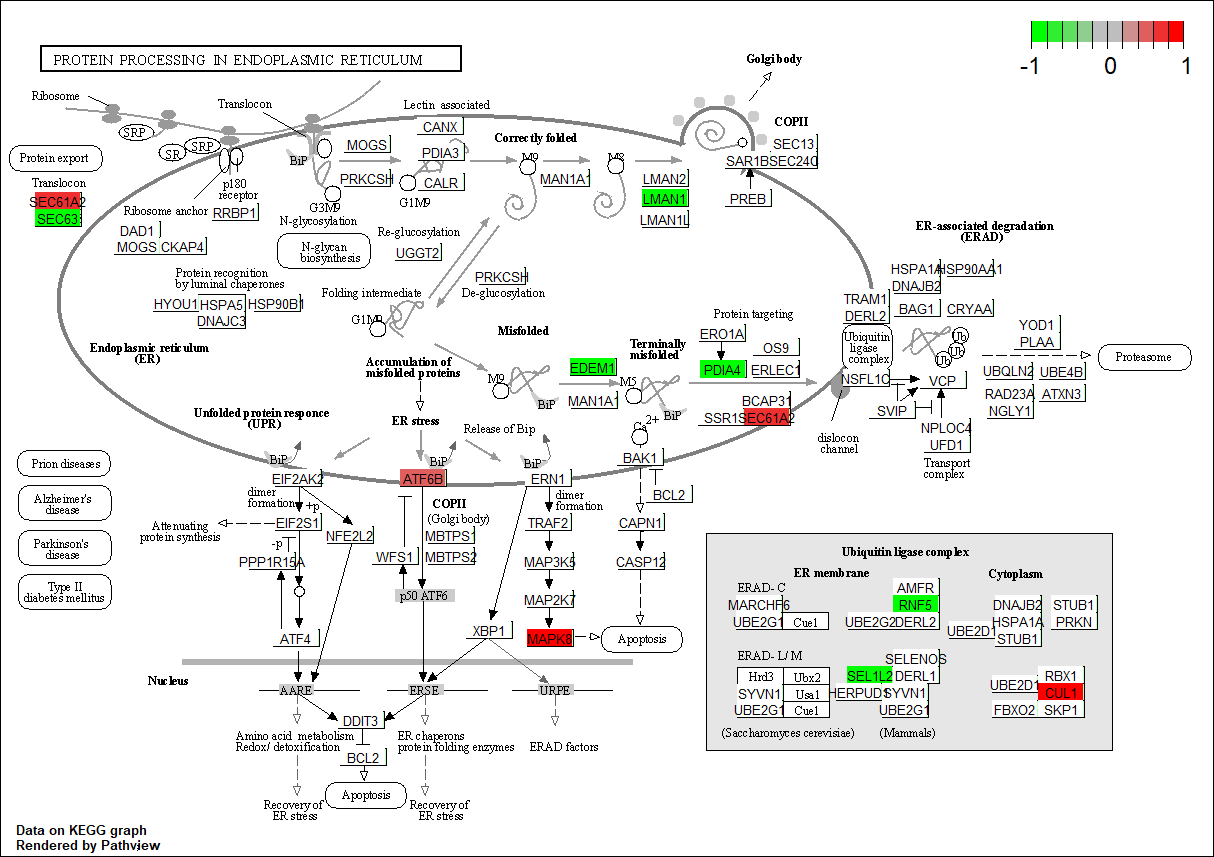 PROTEIN PROCESSING IN ENDOPLASMIC RETICULUM
-1 0 1
Golgi body
Ribosome
SRP
SR
SRP
Translocon
BiP
Lectin associated
CANX
MOGS
PDIA3
PRKCSH
CALR
G1M9
G3M9
N-glycosylation
N-glycan
biosynthesis
Correctly folded
M9
MAN1A1
M8
LMAN2
LMAN1
LMAN1L
COPII
SEC13
SAR1B
SEC24C
PREB
Protein export
Translocon
SEC61A2
SEC63
p180
receptor
Ribosome anchor
RRBP1
DAD1
MOGS
CKAP4
Re-glucosylation
UGGT2
PRKCSH
De-glucosylation
Protein recognition
by luminal chaperones
HYOU1
HSPA5
HSP90B1
DNAJC3
Folding intermediate
G1M9
Endoplasmic reticulum
(ER)
ER-associated degradation
(ERAD)
HSPA1A
HSP90AA1
DNAJB2
TRAM1
DERL2
BAG1
CRYAA
Ubiquitin
ligase
complex
Ub
Ub
Ub
YOD1
PLAA
Proteasome
NSFL1C
VCP
UBQLN2
UBE4B
RAD23A
ATXN3
NGLY1
SVIP
NPLOC4
UFD1
Transport
complex
dislocon
channel
Misfolded
Accumulation of
misfolded proteins
M9
BiP
EDEM1
MAN1A1
Terminally
misfolded
M5
BiP
Protein targeting
ERO1A
OS9
PDIA4
ERLEC1
BCAP31
SSR1
SEC61A2
Ca2+
BAK1
BCL2
CAPN1
CASP12
Apoptosis
Unfolded protein responce
(UPR)
ER stress
Release of Bip
BiP
BiP
BiP
EIF2AK2
ATF6B
ERN1
Prion diseases
Alzheimer's
disease
Parkinson's
disease
Type II
diabetes mellitus
dimer
formation
+p
EIF2S1
Attenuating
protein synthesis
-p
PPP1R15A
NFE2L2
ATF4
COPII
(Golgi body)
MBTPS1
MBTPS2
WFS1
p50 ATF6
dimer
formation
TRAF2
MAP3K5
MAP2K7
MAPK8
XBP1
Nucleus
AARE
ERSE
URPE
DDIT3
BCL2
Apoptosis
Amino acid metabolism
Redox/ detoxification
ER chaperons
protein folding enzymes
ERAD factors
Recovery of
ER stress
Recovery of
ER stress
Ubiquitin ligase complex
ER membrane
Cytoplasm
ERAD- C
MARCHF6
UBE2G1
Cue1
AMFR
RNF5
UBE2G2
DERL2
UBE2D1
DNAJB2
HSPA1A
STUB1
STUB1
PRKN
ERAD- L/ M
Hrd3
Ubx2
SYVN1
Usa1
UBE2G1
Cue1
SELENOS
SEL1L2
DERL1
HERPUD1
SYVN1
UBE2G1
UBE2D1
RBX1
CUL1
FBXO2
SKP1
(Saccharomyces cerevisiae)
(Mammals)
Data on KEGG graph
Rendered by Pathview